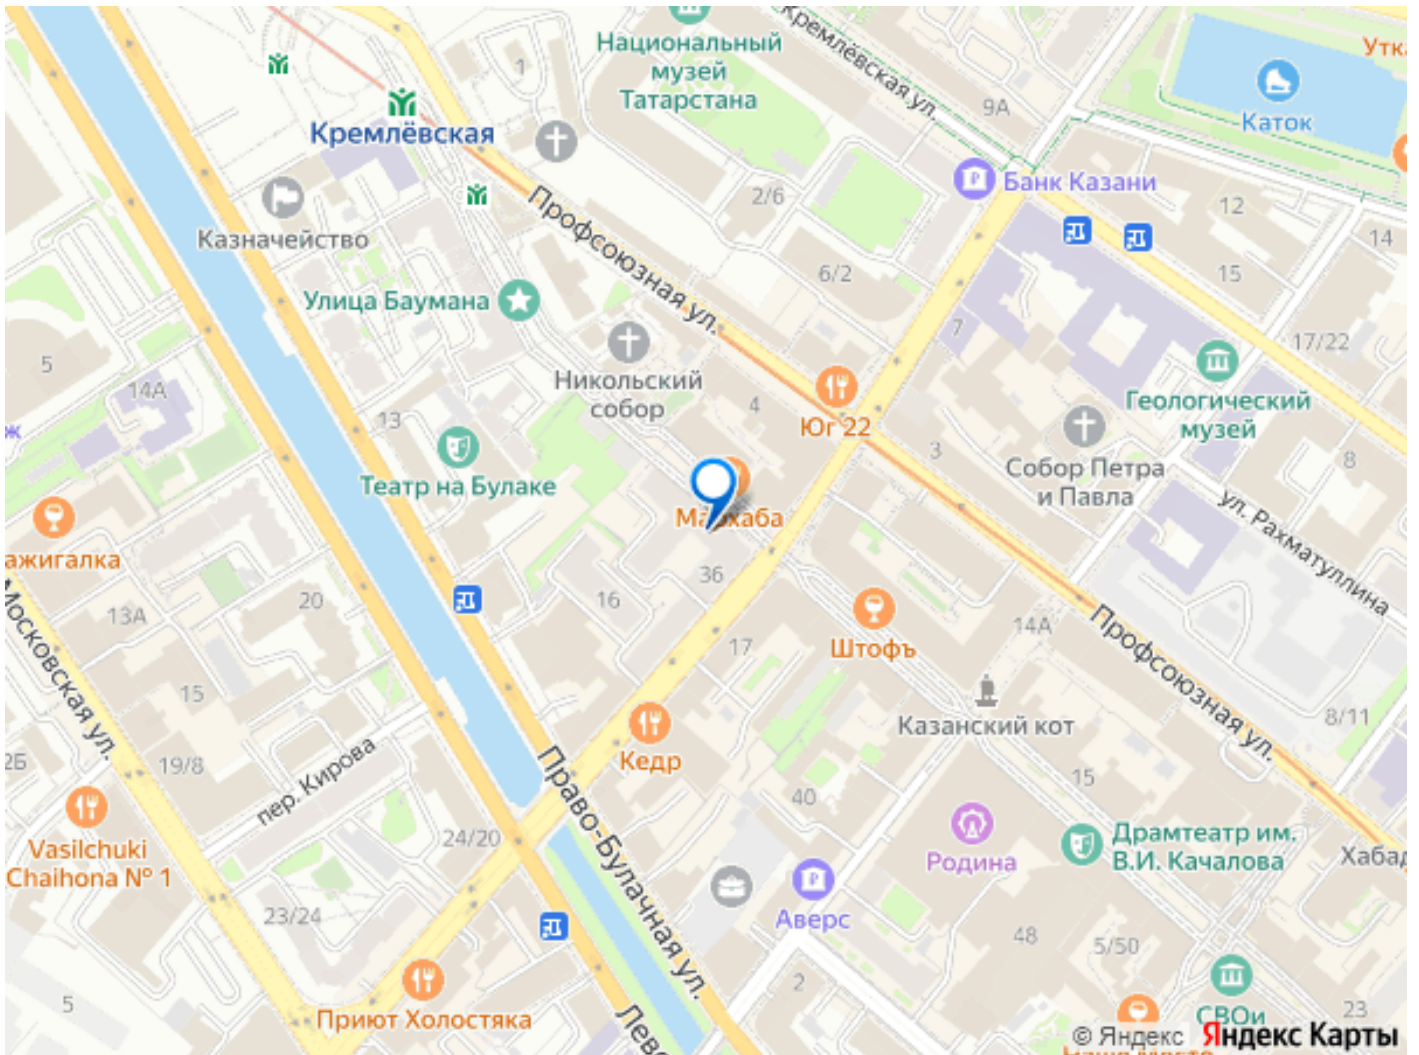 Национальный
музей
Татарстана
Кремлёвская ул.
9А
Утк
Каток
1
Кремлёвская
Банк Казани
2/6
12
14
Казначейство
Профсоюзная ул.
6/2
15
Улица Баумана
7
17/22
5
14А
Никольский
собор
4
Юг 22
Геологический
музей
13
ж
Театр на Булаке
3
Собор Петра
и Павла
8
ул. Рахматуллина
Мархаба
ажигалка
36
16
20
13А
Московская ул.
17
Штофъ
14А
Профсоюзная ул.
15
Казанский кот
8/11
2Б
19/8
пер. Кирова
Кедр
Право-Булачная ул.
40
15
Vasilchuki
Chaihona № 1
24/20
Родина
Драмтеатр им.
В.И. Качалова
Хабад
23/24
Аверс
48
5/50
5
Приют Холостяка
Лево
2
СВОи
23
© Яндекс Яндекс Карты